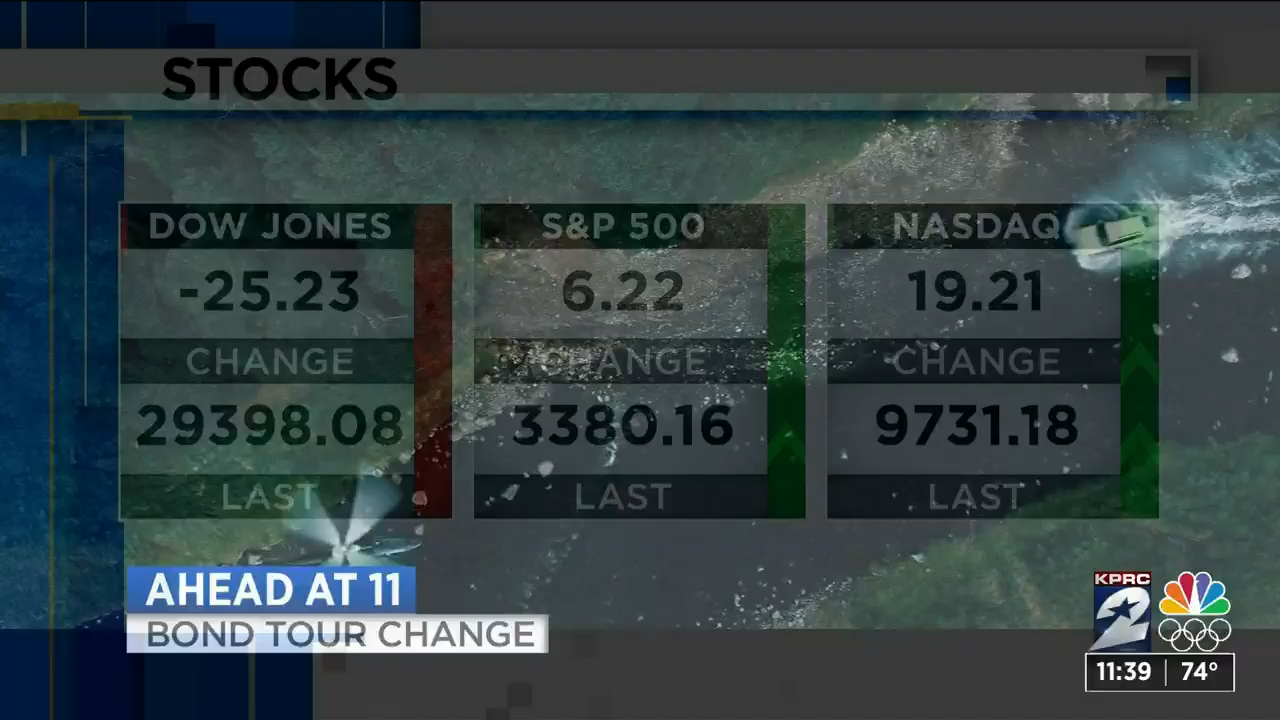 STOCKS
DOW JONES
-25.23
CHANGE
29398.08
LAST
S&P 500
6.22
CHANGE
3380.16
LAST
NASDAQ
19.21
CHANGE
9731.18
LAST
AHEAD AT 11
BOND TOUR CHANGE
KPRC
2
11:39 | 74°